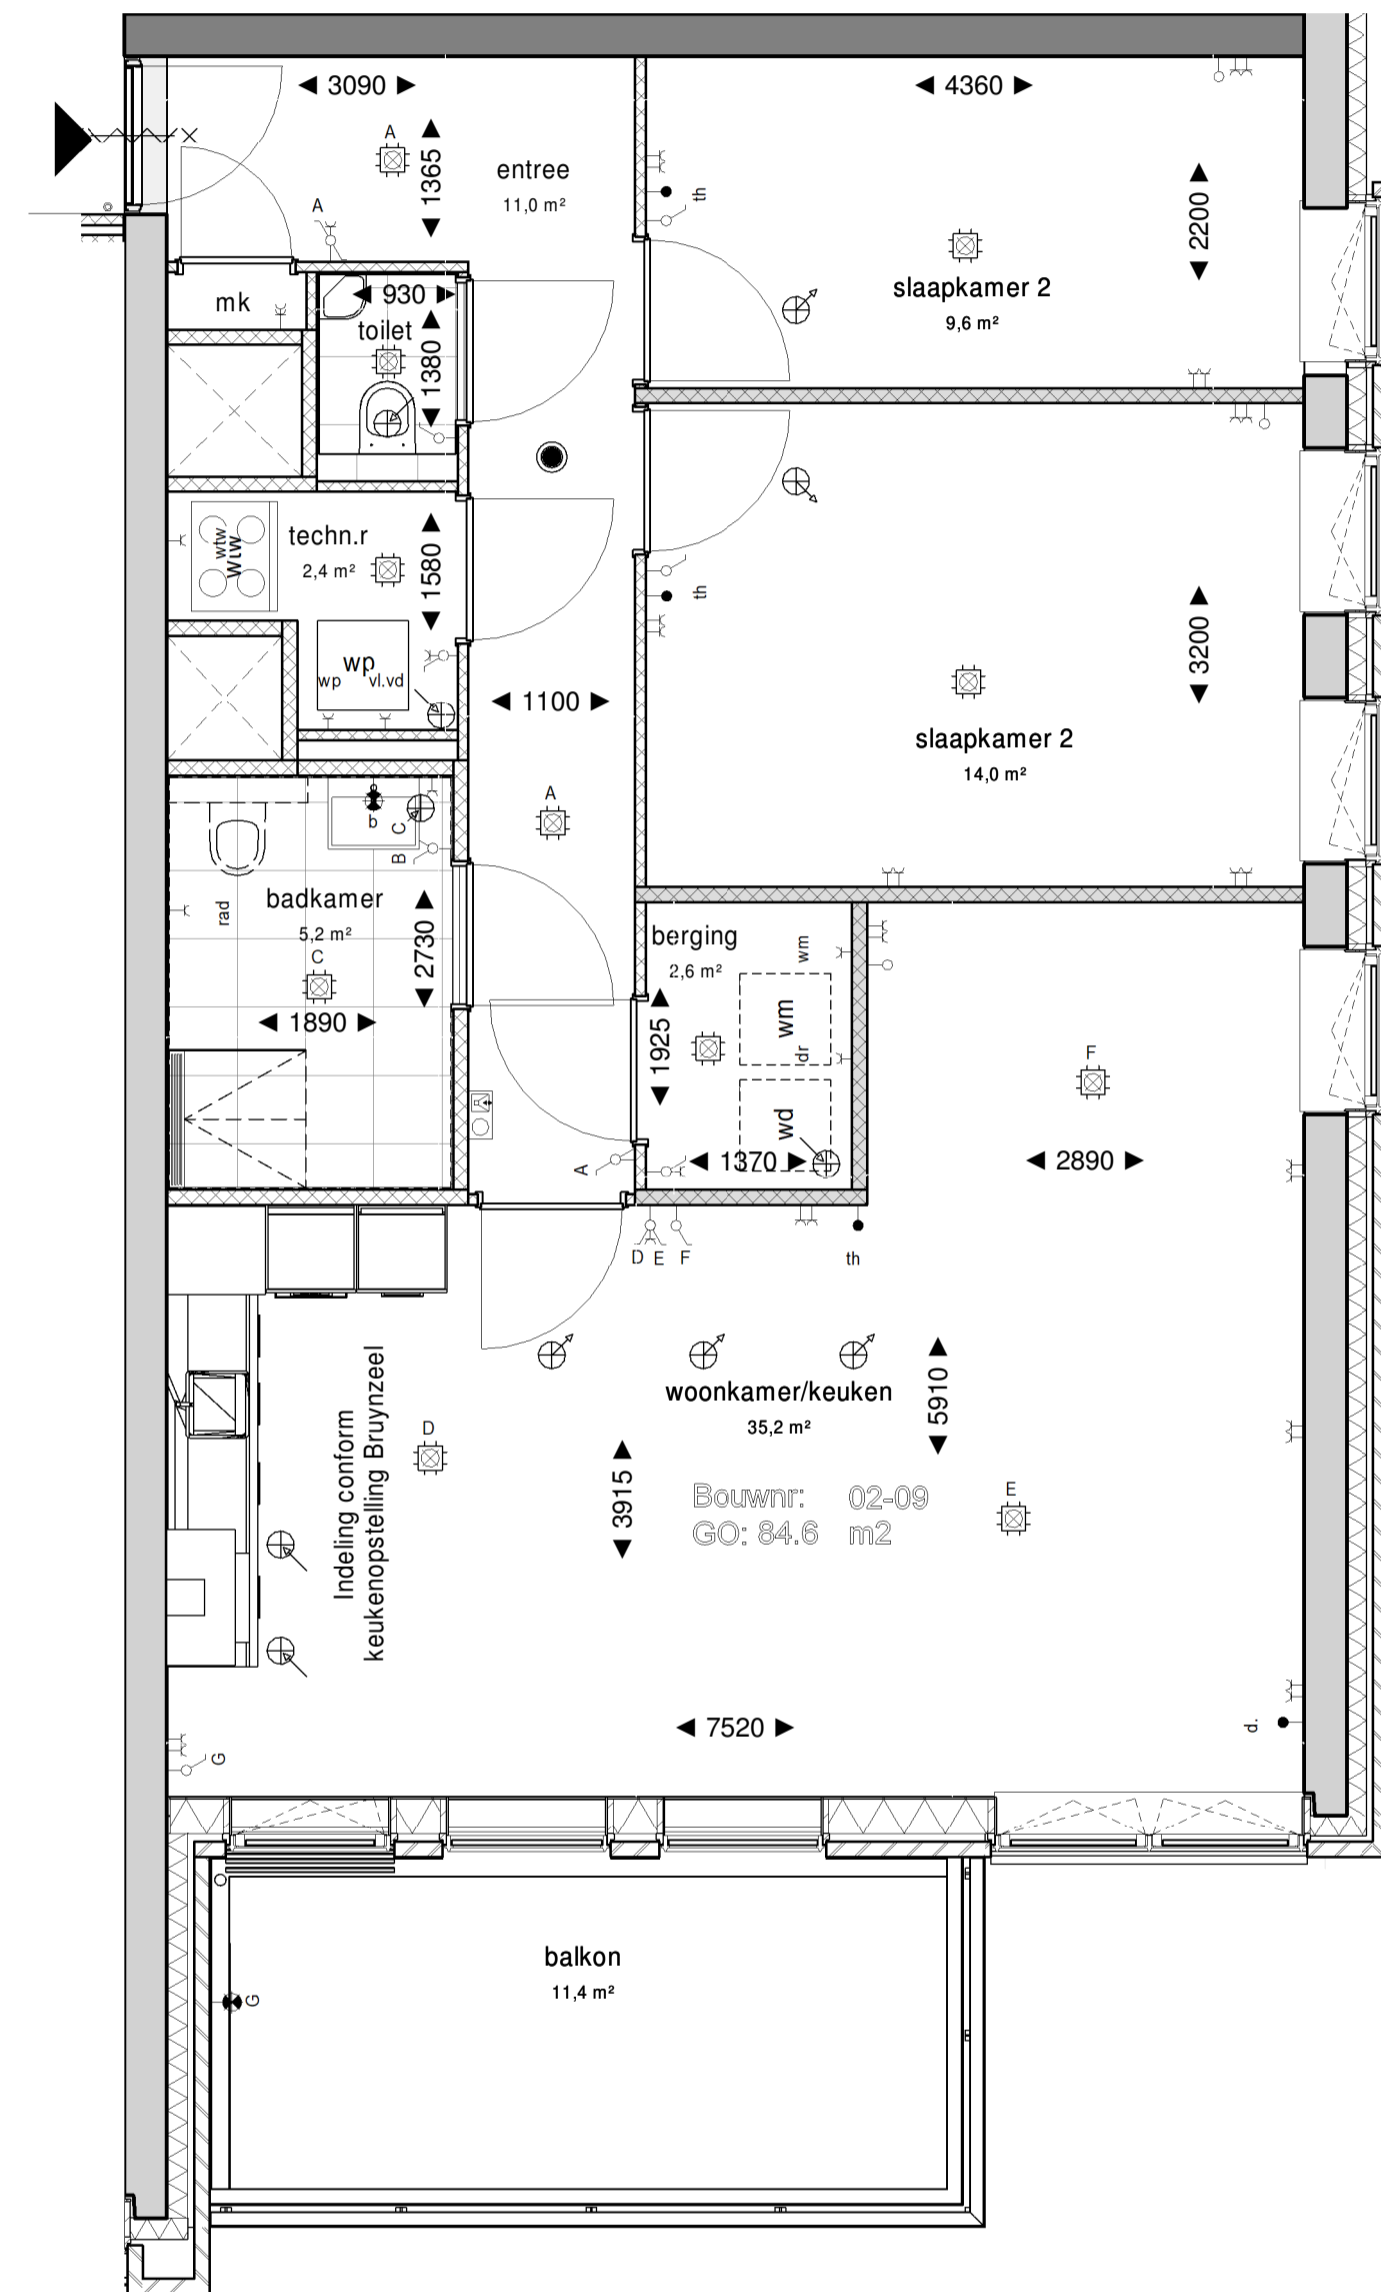 ◄ 3090 ►
◄ 4360 ►
A
◄ 1365 ►
entree
11,0 m²
A
th
◄ 2200 ►
slaapkamer 2
9,6 m²
mk
◄ 930 ►
toilet
◄ 1380 ►
techn.r
2,4 m²
wtw
wtw
◄ 1580 ►
th
◄ 3200 ►
wp
wp
vl.vd
◄ 1100 ►
slaapkamer 2
14,0 m²
A
b
C
B
badkamer
5,2 m²
rad
C
◄ 2730 ►
◄ 1890 ►
berging
2,6 m²
wm
wm
dr
wd
◄ 1925 ►
◄ 1370 ►
A
F
◄ 2890 ►
D E F
th
woonkamer/keuken
35,2 m²
◄ 5910 ►
Indeling conform
keukenopstelling Bruynzeel
D
◄ 3915 ►
Bouwnr: 02-09
GO: 84.6 m2
E
◄ 7520 ►
d.
G
balkon
11,4 m²
G